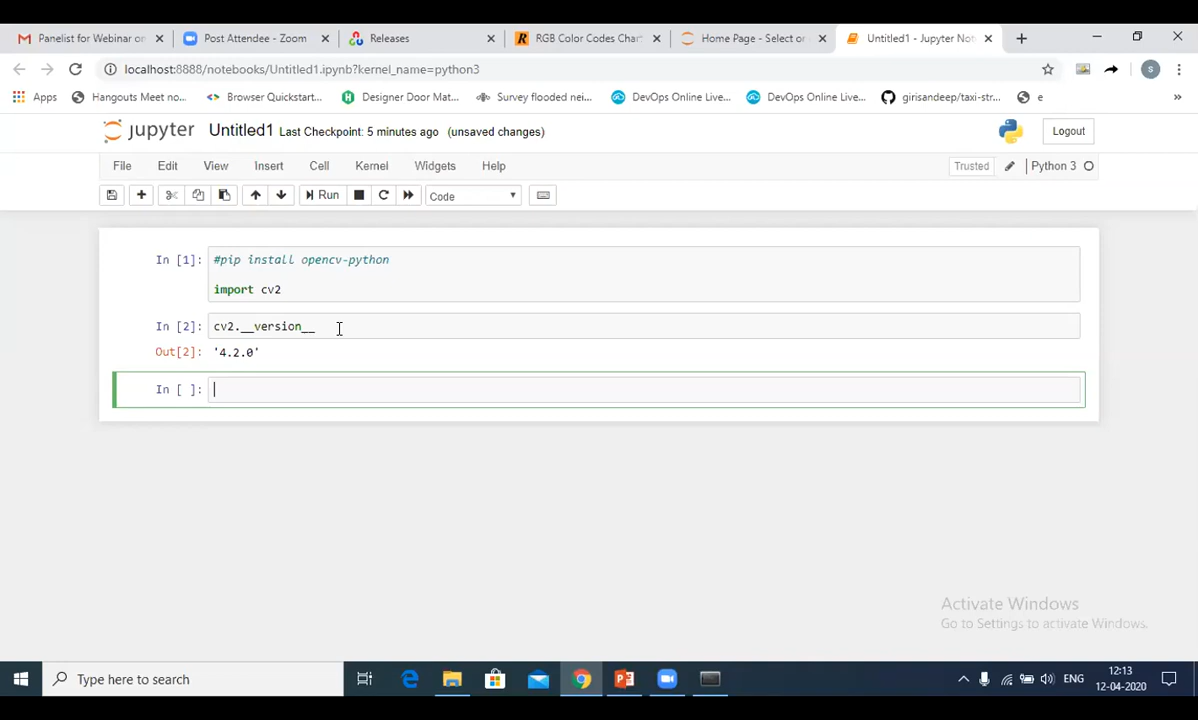 Panelist for Webinar on
Post Attendee - Zoom
Releases
RGB Color Codes Char
Home Page - Select or
Untitled1 - Jupyter Not
localhost:8888/notebooks/Untitled1.ipynb?kernel_name=python3
S
Apps
Hangouts Meet no...
Browser Quickstart...
Designer Door Mat...
Survey flooded nei...
DevOps Online Live...
DevOps Online Live...
girisandeep/taxi-str...
e
»
jupyter Untitled1 Last Checkpoint: 5 minutes ago (unsaved changes)
Logout
File Edit View Insert Cell Kernel Widgets Help
Trusted
Python 3
Run
Code
In [1]: #pip install opencv-python
import cv2
In [2]: cv2.__version__
Out[2]: '4.2.0'
In [ ]:
Activate Windows
Go to Settings to activate Windows.
Type here to search
ENG
12:13
12-04-2020